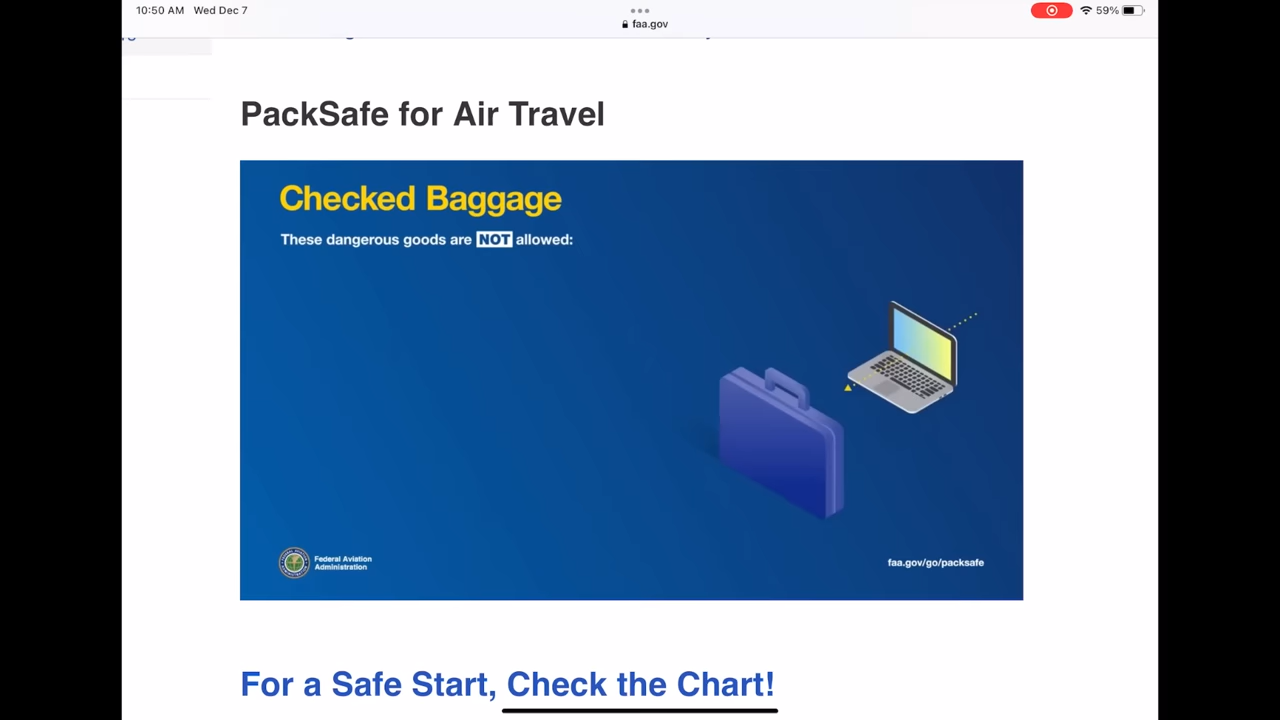 10:50 AM Wed Dec 7
59%
faa.gov
PackSafe for Air Travel
Checked Baggage
These dangerous goods are NOT allowed:
Federal Aviation
Administration
faa.gov/go/packsafe
For a Safe Start, Check the Chart!